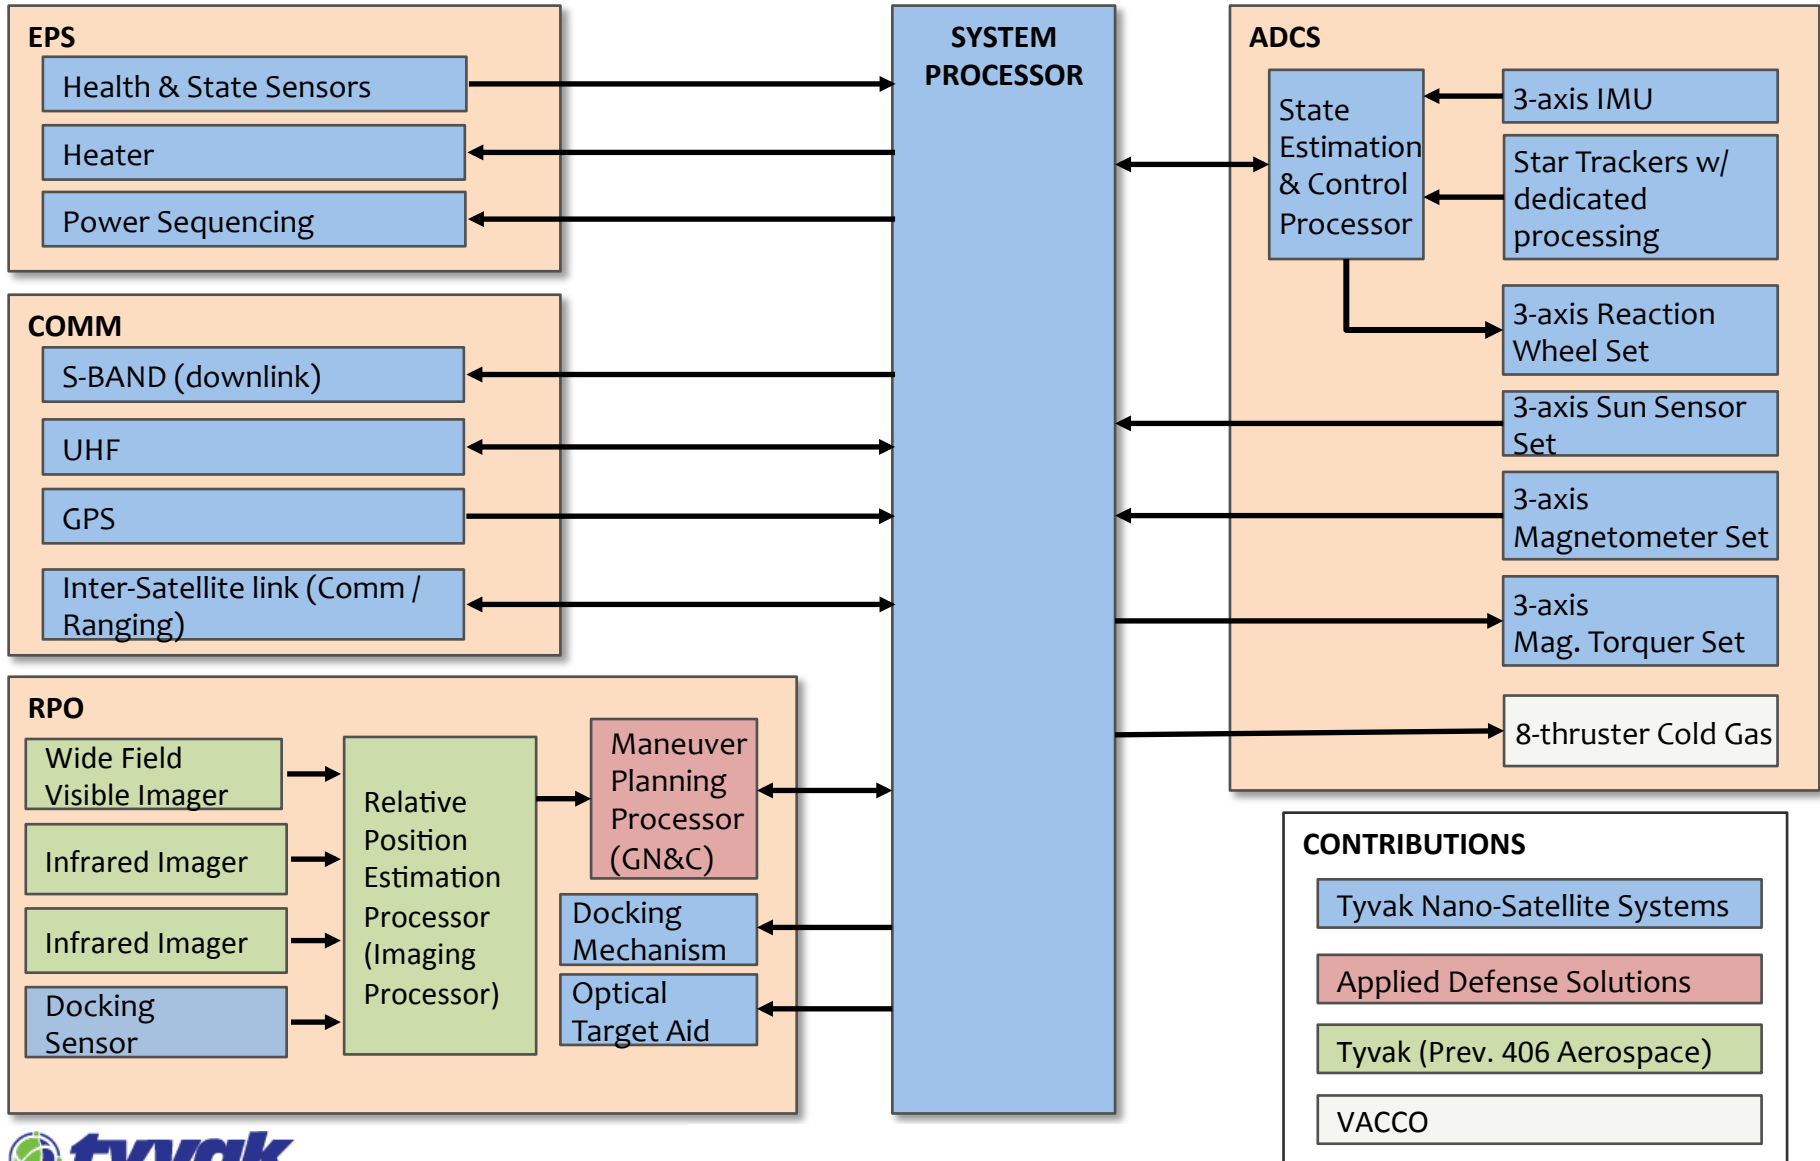 EPS
Health & State Sensors
Heater
Power Sequencing
COMM
S-BAND (downlink)
UHF
GPS
Inter-Satellite link (Comm /
Ranging)
RPO
Wide Field
Visible Imager
Infrared Imager
Infrared Imager
Docking
Sensor
Relative
Position
Estimation
Processor
(Imaging
Processor)
Maneuver
Planning
Processor
(GN&C)
Docking
Mechanism
Optical
Target Aid
SYSTEM
PROCESSOR
ADCS
State
Estimation
& Control
Processor
3-axis IMU
Star Trackers w/
dedicated
processing
3-axis Reaction
Wheel Set
3-axis Sun Sensor
Set
3-axis
Magnetometer Set
3-axis
Mag. Torquer Set
8-thruster Cold Gas
CONTRIBUTIONS
Tyvak Nano-Satellite Systems
Applied Defense Solutions
Tyvak (Prev. 406 Aerospace)
VACCO
tyvak